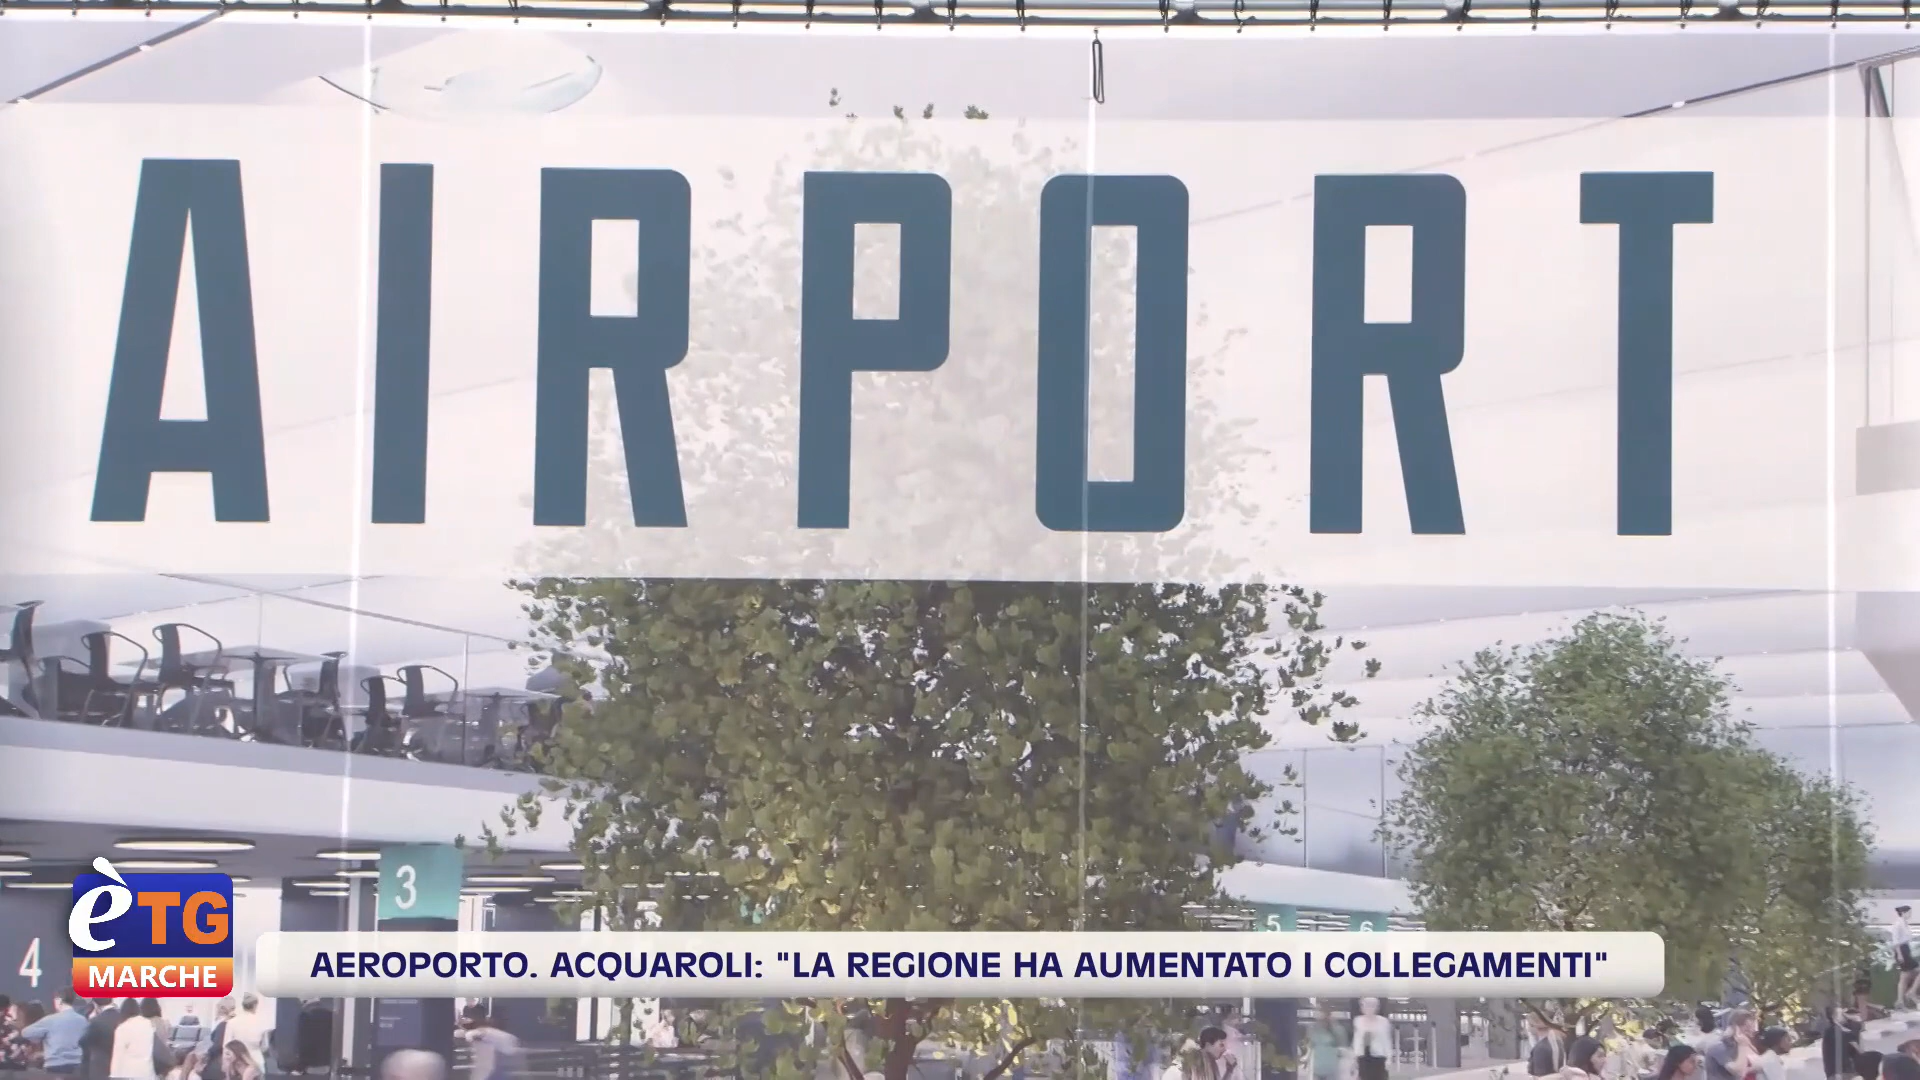 AIRPORT
3
5
6
4
èTG
MARCHE
AEROPORTO. ACQUAROLI: "LA REGIONE HA AUMENTATO I COLLEGAMENTI"